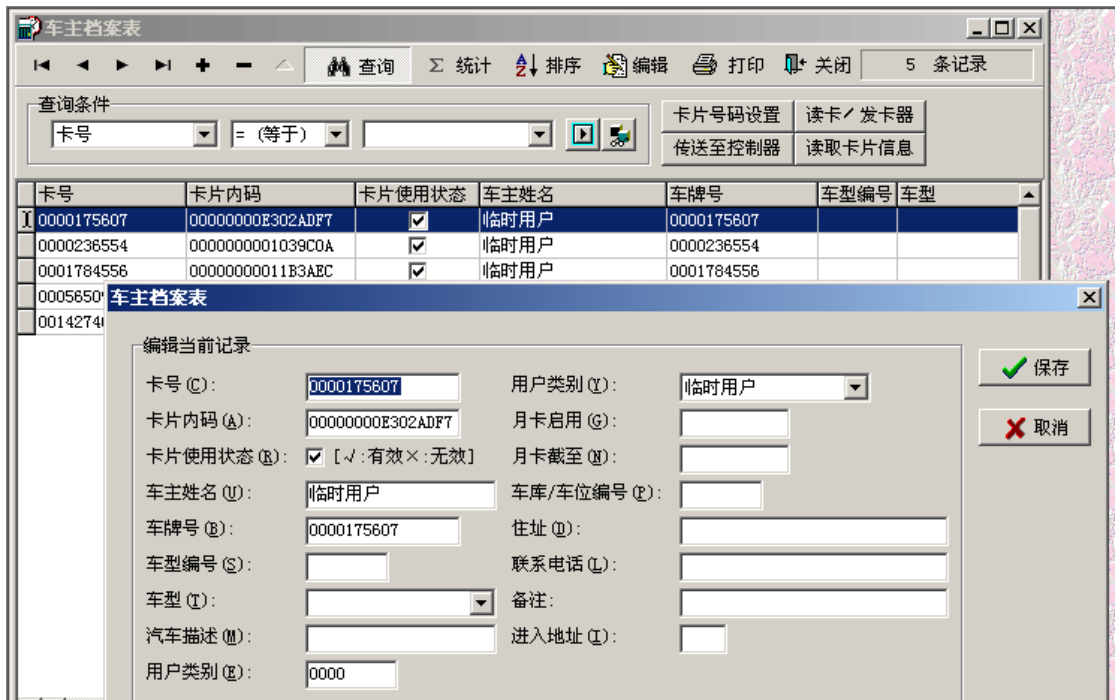 车主档案表
查询 Σ 统计 排序 编辑 打印 关闭 5 条记录
查询条件
卡号 = (等于)
卡片号码设置 读卡/发卡器
传送至控制器 读取卡片信息
卡号 卡片内码 卡片使用状态 车主姓名 车牌号 车型编号 车型
0000175607 00000000E302ADF7 临时用户 0000175607
0000236554 0000000001039C0A 临时用户 0000236554
0001784556 00000000011B3AEC 临时用户 0001784556
车主档案表
编辑当前记录
保存
取消
卡号(C): 0000175607 用户类别(Y): 临时用户
卡片内码(A): 00000000E302ADF7 月卡启用(G):
卡片使用状态(R): [√:有效×:无效] 月卡截至(N):
车主姓名(U): 临时用户 车库/车位编号(P):
车牌号(B): 0000175607 住址(D):
车型编号(S): 联系电话(L):
车型(T): 备注:
汽车描述(M): 进入地址(I):
用户类别(E): 0000